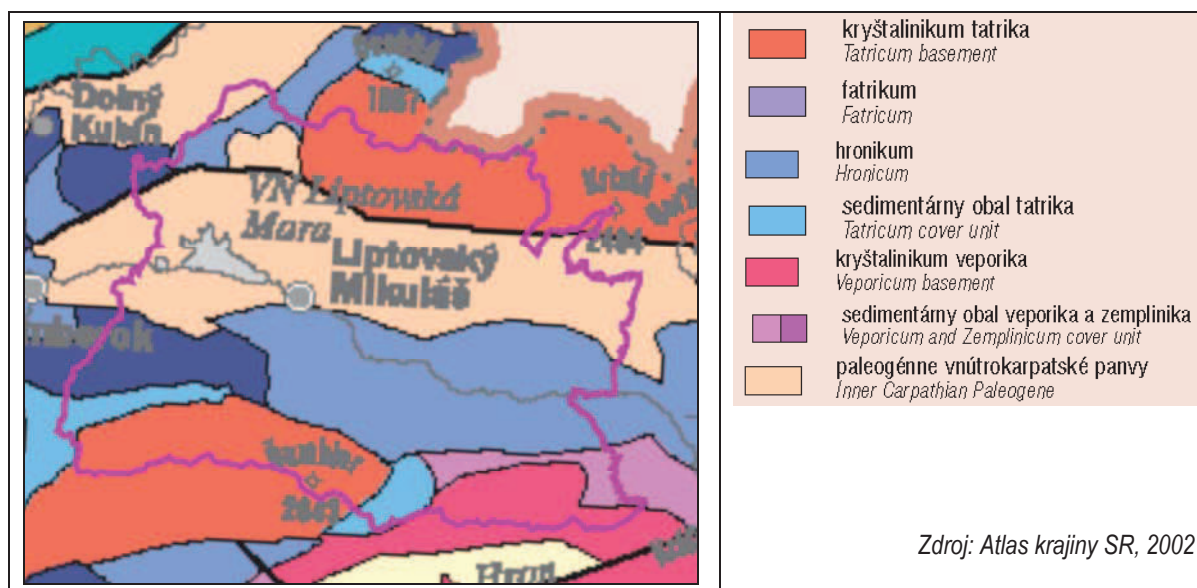 Dolný
Kubín
VN Liptovská
Mara
Liptovský
Mikuláš
2043
Hron
kryštalinikum tatrika
Tatricum basement
fatrikum
Fatricum
hronikum
Hronicum
sedimentárny obal tatrika
Tatricum cover unit
kryštalinikum veporika
Veporicum basement
sedimentárny obal veporika a zemplinika
Veporicum and Zemplinicum cover unit
paleogénne vnútrokarpatské panvy
Inner Carpathian Paleogene
Zdroj: Atlas krajiny SR, 2002